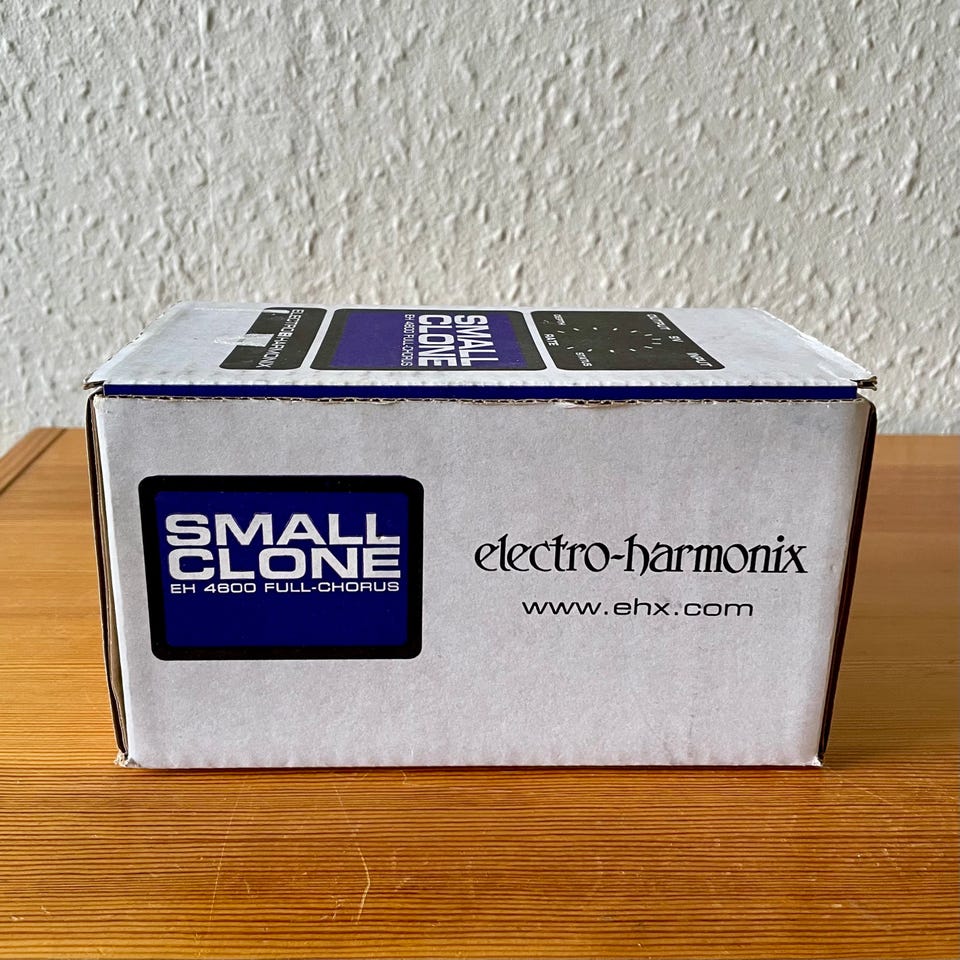 ELECTRO-HARMONIX
SMALL
CLONE
EH 4600 FULL-CHORUS
DEPTH
RATE
STATUS
OUTPUT
9V
INPUT
SMALL
CLONE
EH 4600 FULL-CHORUS
electro-harmonix
www.ehx.com